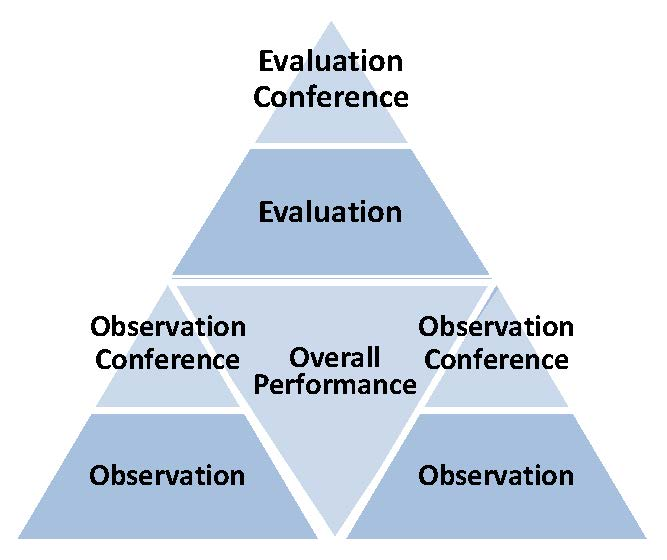 Evaluation
Conference
Evaluation
Observation
Conference
Overall
Performance
Observation
Conference
Observation
Observation